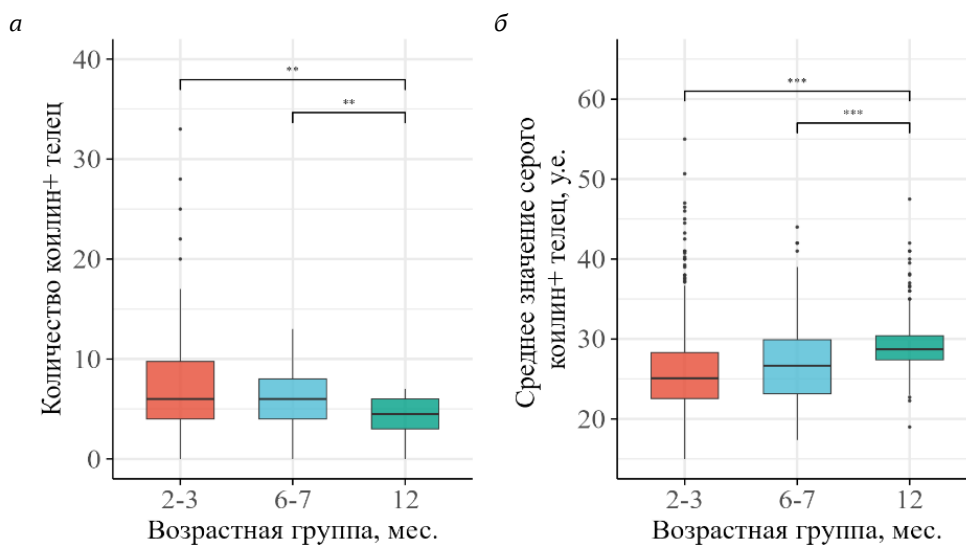 а
б
40
30
20
10
0
**
**
Количество коилин+ телец
2-3
6-7
12
Возрастная группа, мес.
60
50
40
30
20
***
***
Среднее значение серого
коилин+ телец, у.е.
2-3
6-7
12
Возрастная группа, мес.